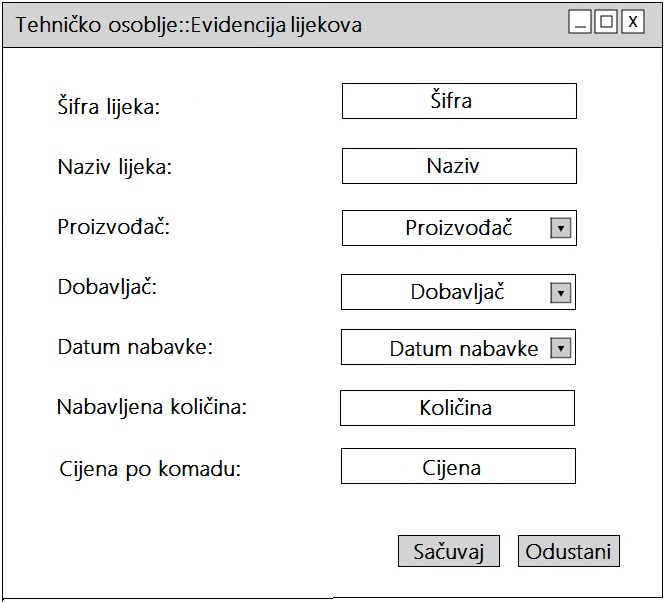 Tehničko osoblje::Evidencija lijekova
X
Šifra lijeka: Šifra
Naziv lijeka: Naziv
Proizvođač: Proizvođač
Dobavljač: Dobavljač
Datum nabavke: Datum nabavke
Nabavljena količina: Količina
Cijena po komadu: Cijena
Sačuvaj Odustani